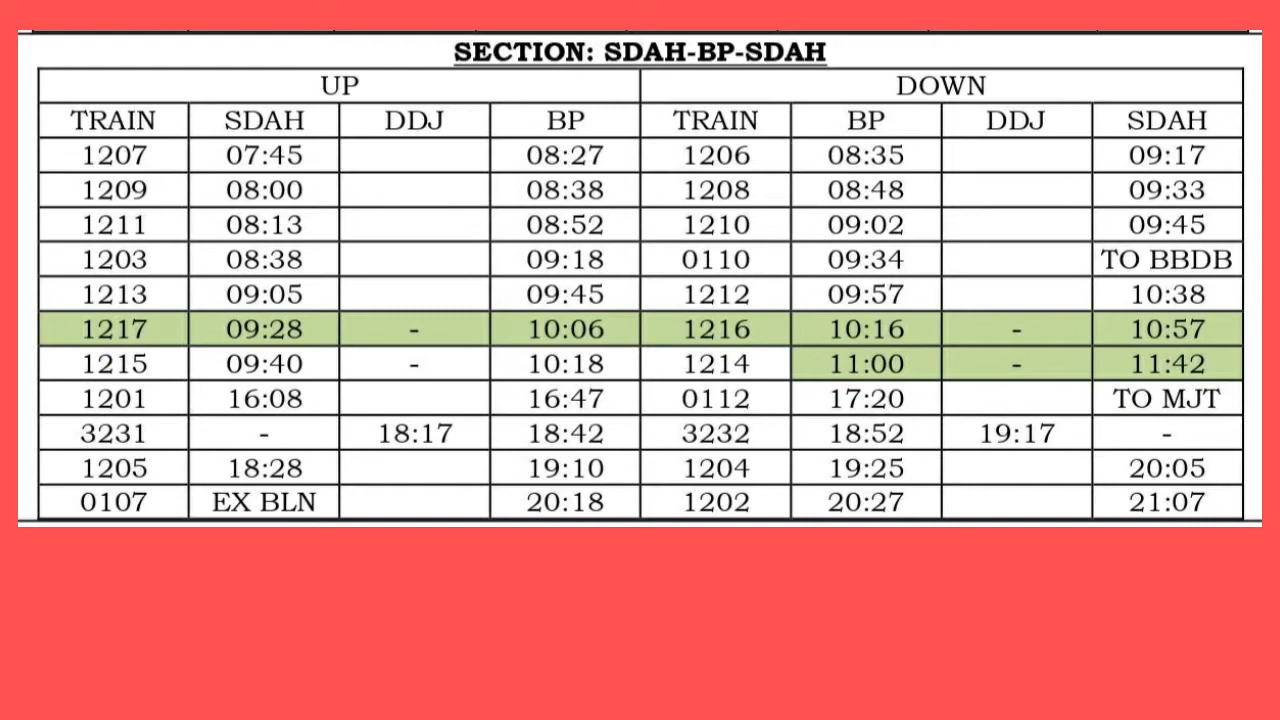 SECTION: SDAH-BP-SDAH
UP DOWN
TRAIN SDAH DDJ BP TRAIN BP DDJ SDAH
1207 07:45 08:27 1206 08:35 09:17
1209 08:00 08:38 1208 08:48 09:33
1211 08:13 08:52 1210 09:02 09:45
1203 08:38 09:18 0110 09:34 TO BBDB
1213 09:05 09:45 1212 09:57 10:38
1217 09:28 - 10:06 1216 10:16 - 10:57
1215 09:40 - 10:18 1214 11:00 - 11:42
1201 16:08 16:47 0112 17:20 TO MJT
3231 - 18:17 18:42 3232 18:52 19:17 -
1205 18:28 19:10 1204 19:25 20:05
0107 EX BLN 20:18 1202 20:27 21:07